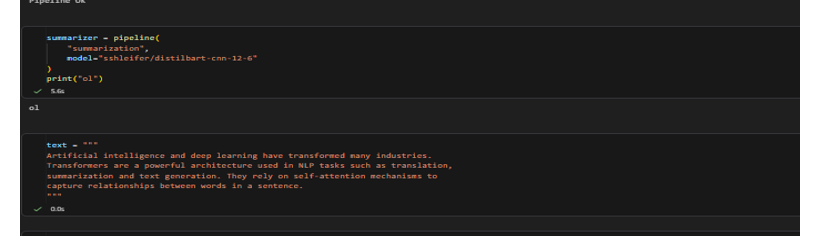 Pipeline Ok
summarizer = pipeline(
"summarization",
model="sshleifer/distilbart-cnn-12-6"
)
print("ol")
✓ 5.6s
ol
text = """
Artificial intelligence and deep learning have transformed many industries.
Transformers are a powerful architecture used in NLP tasks such as translation,
summarization and text generation. They rely on self-attention mechanisms to
capture relationships between words in a sentence.
"""
✓ 0.0s